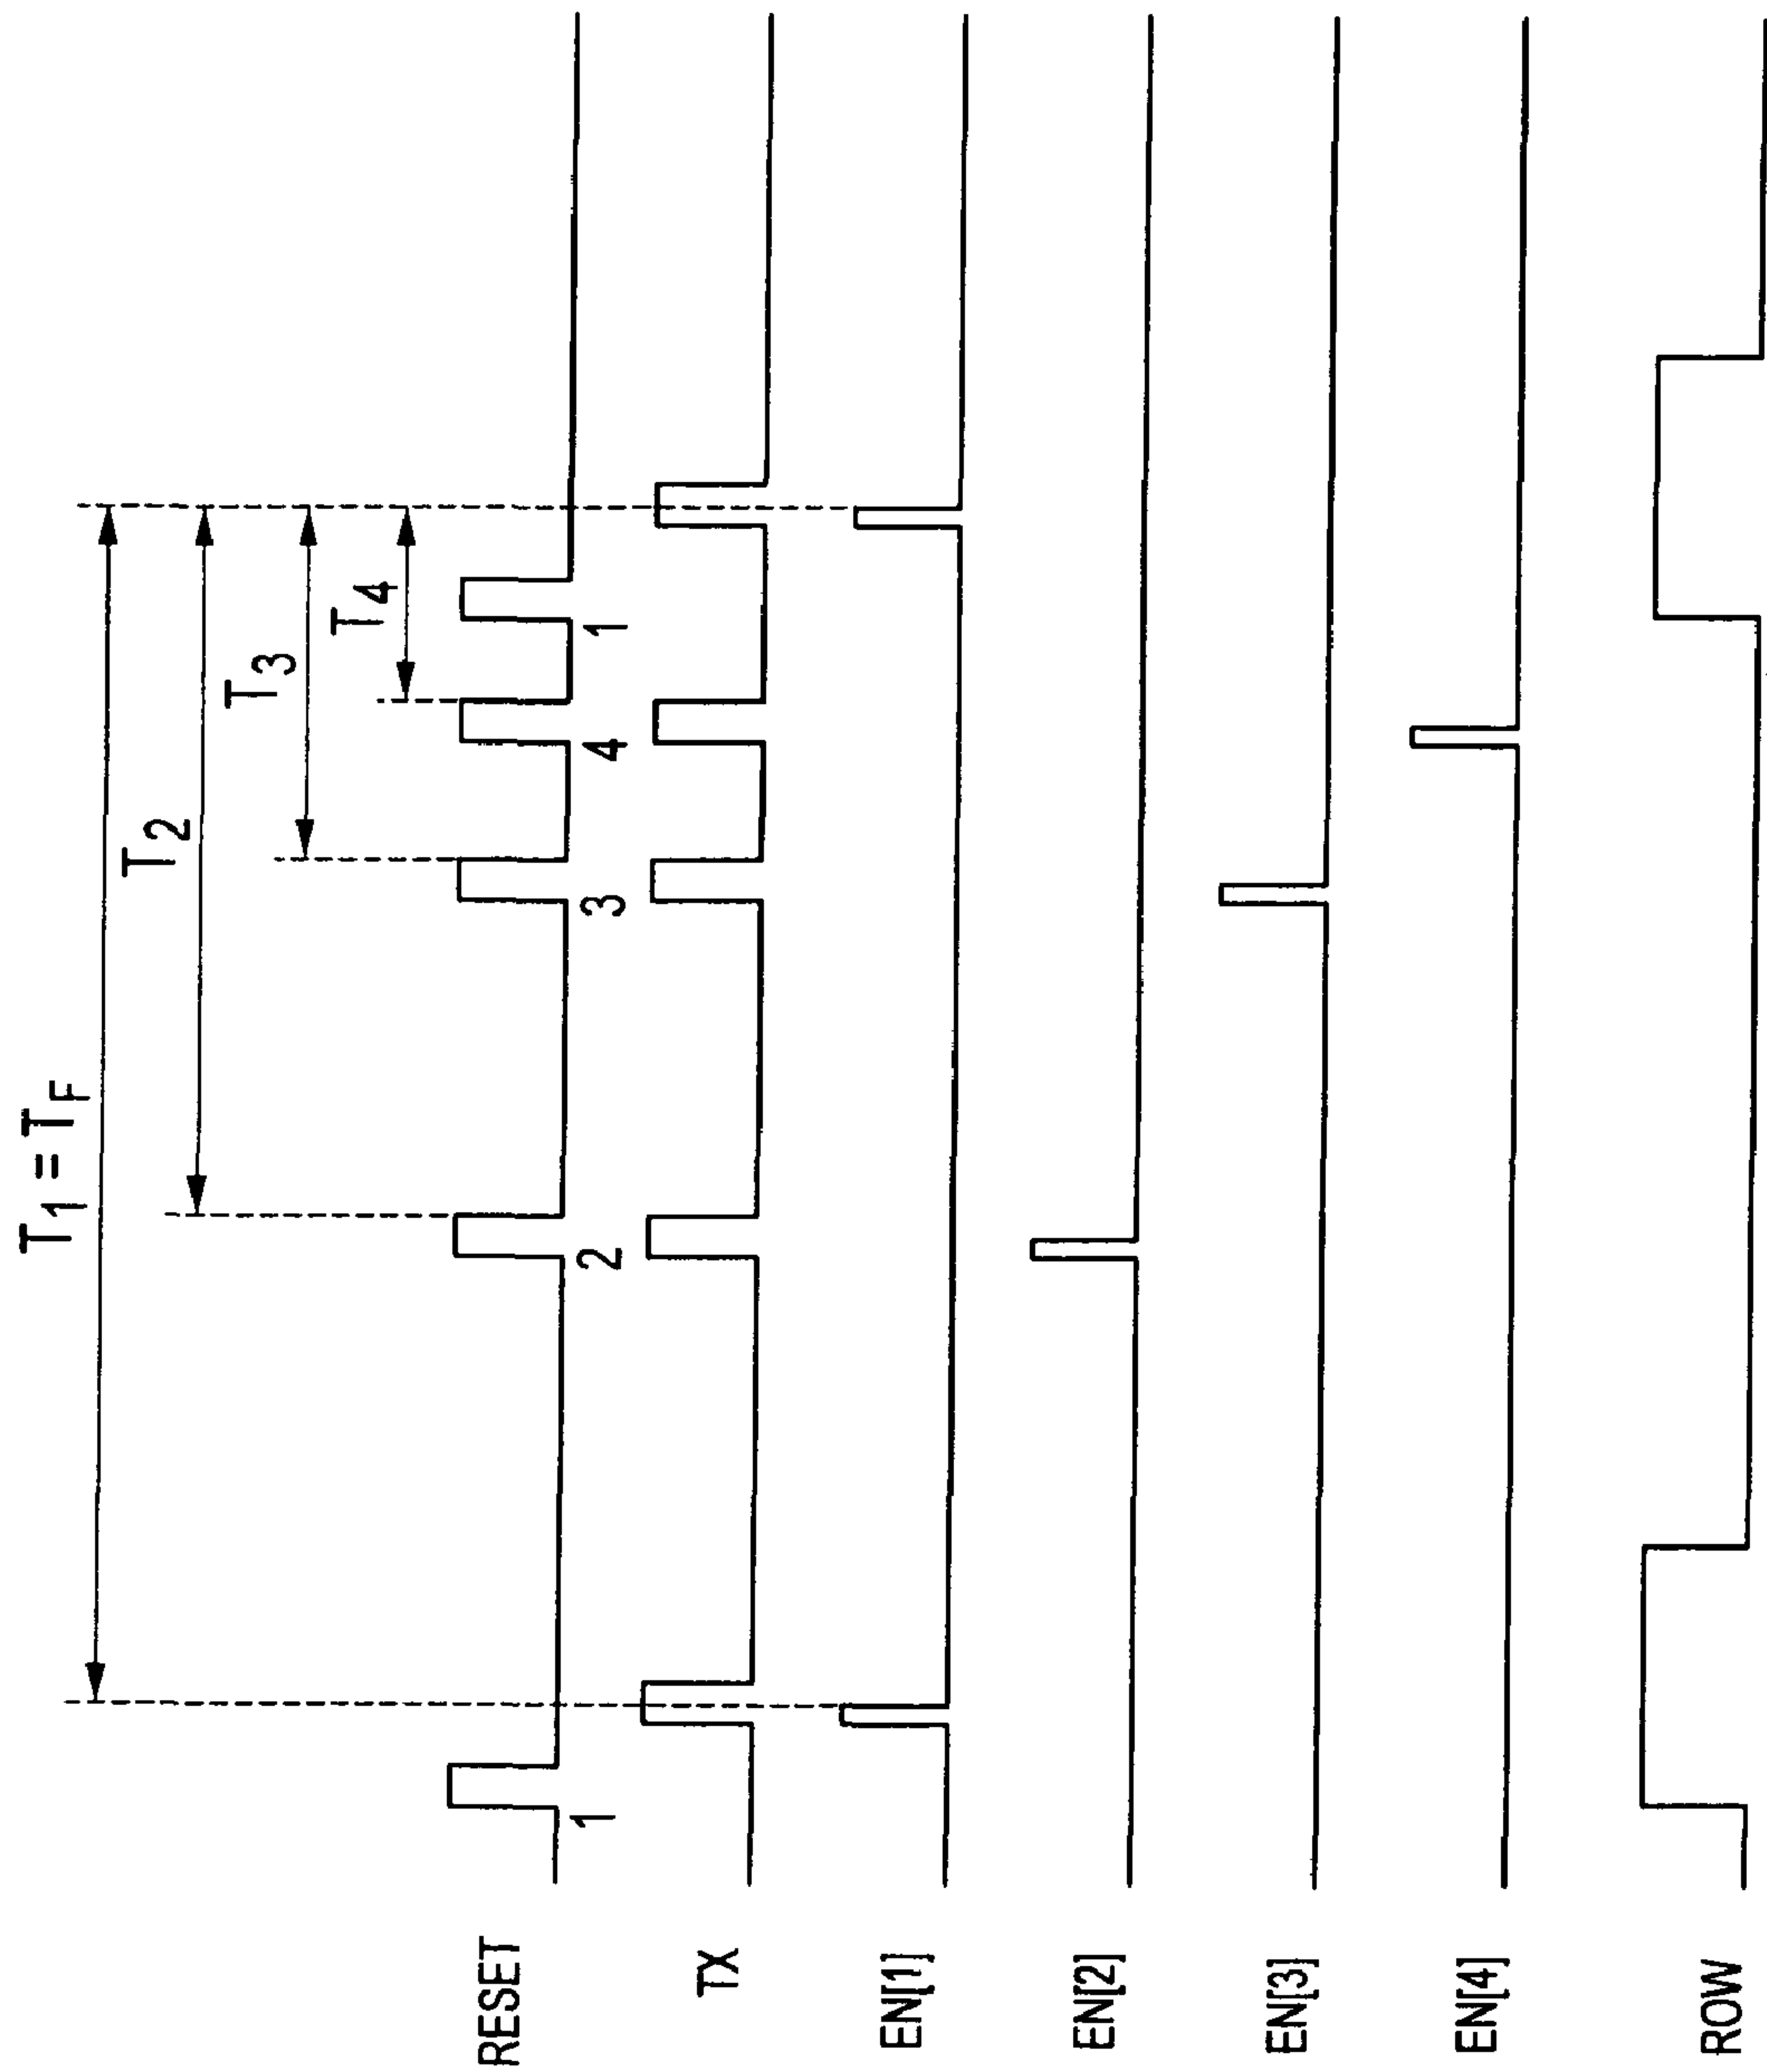 T1 = TF
T2
T3
T4
RESET
1
2
3
4
1
TX
EN[1]
EN[2]
EN[3]
EN[4]
ROW